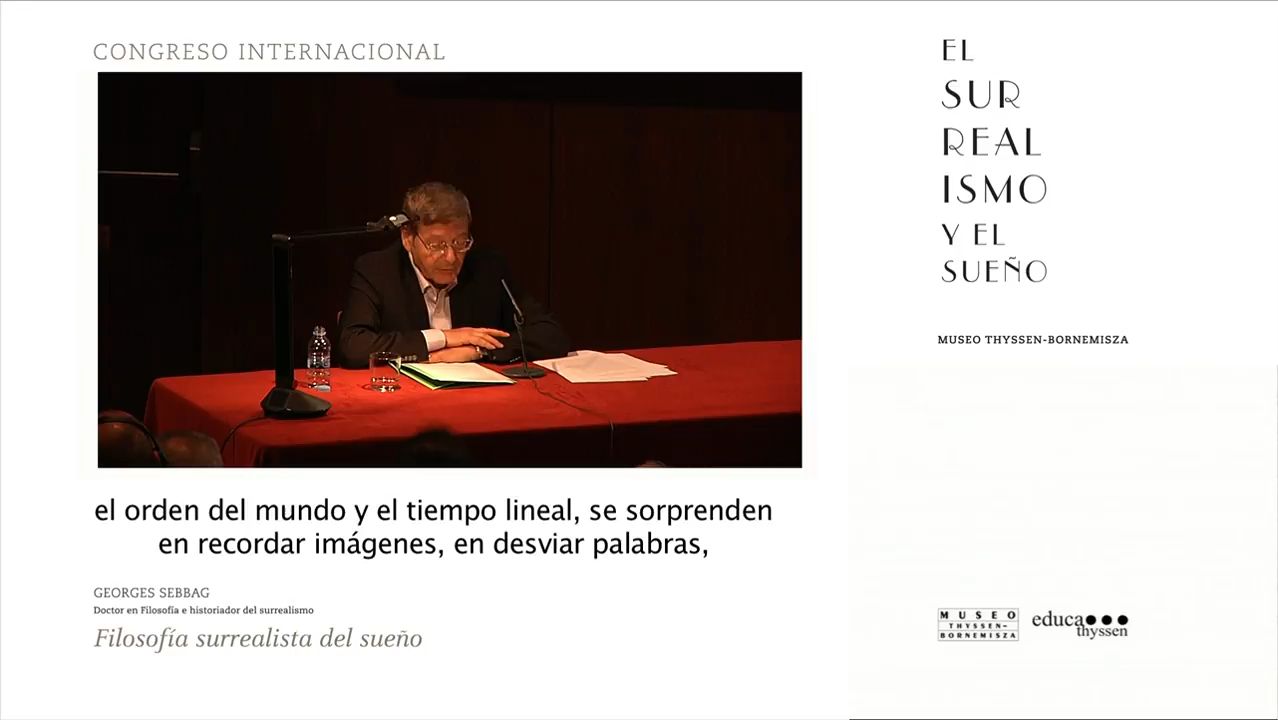 CONGRESO INTERNACIONAL
EL
SUR
REAL
ISMO
Y EL
SUEÑO
MUSEO THYSSEN-BORNEMISZA
el orden del mundo y el tiempo lineal, se sorprenden
en recordar imágenes, en desviar palabras,
GEORGES SEBBAG
Doctor en Filosofía e historiador del surrealismo
Filosofía surrealista del sueño
MUSEO
THYSSEN-
BORNEMISZA
educa
thyssen